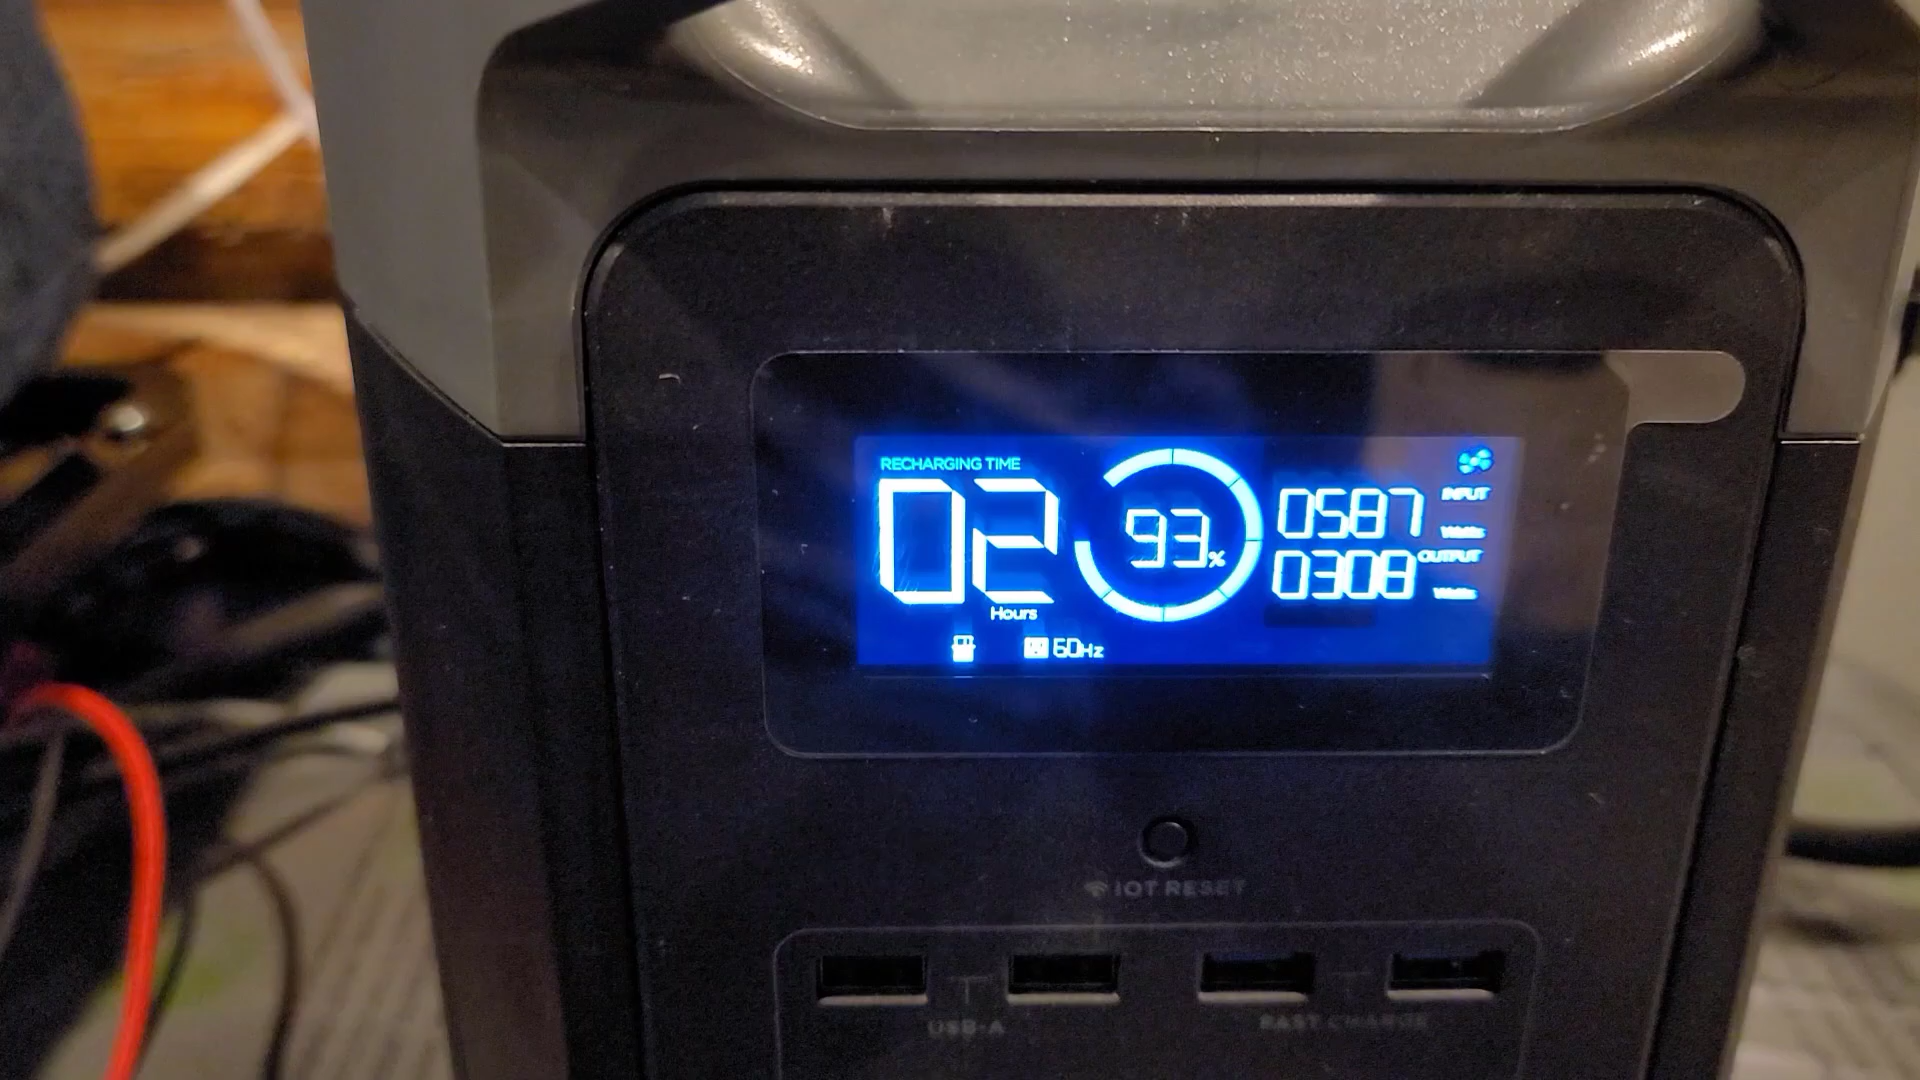 RECHARGING TIME
02
Hours
93%
0587
INPUT
Watts
0308
OUTPUT
Watts
60Hz
IOT RESET
USB-A
FAST CHARGE